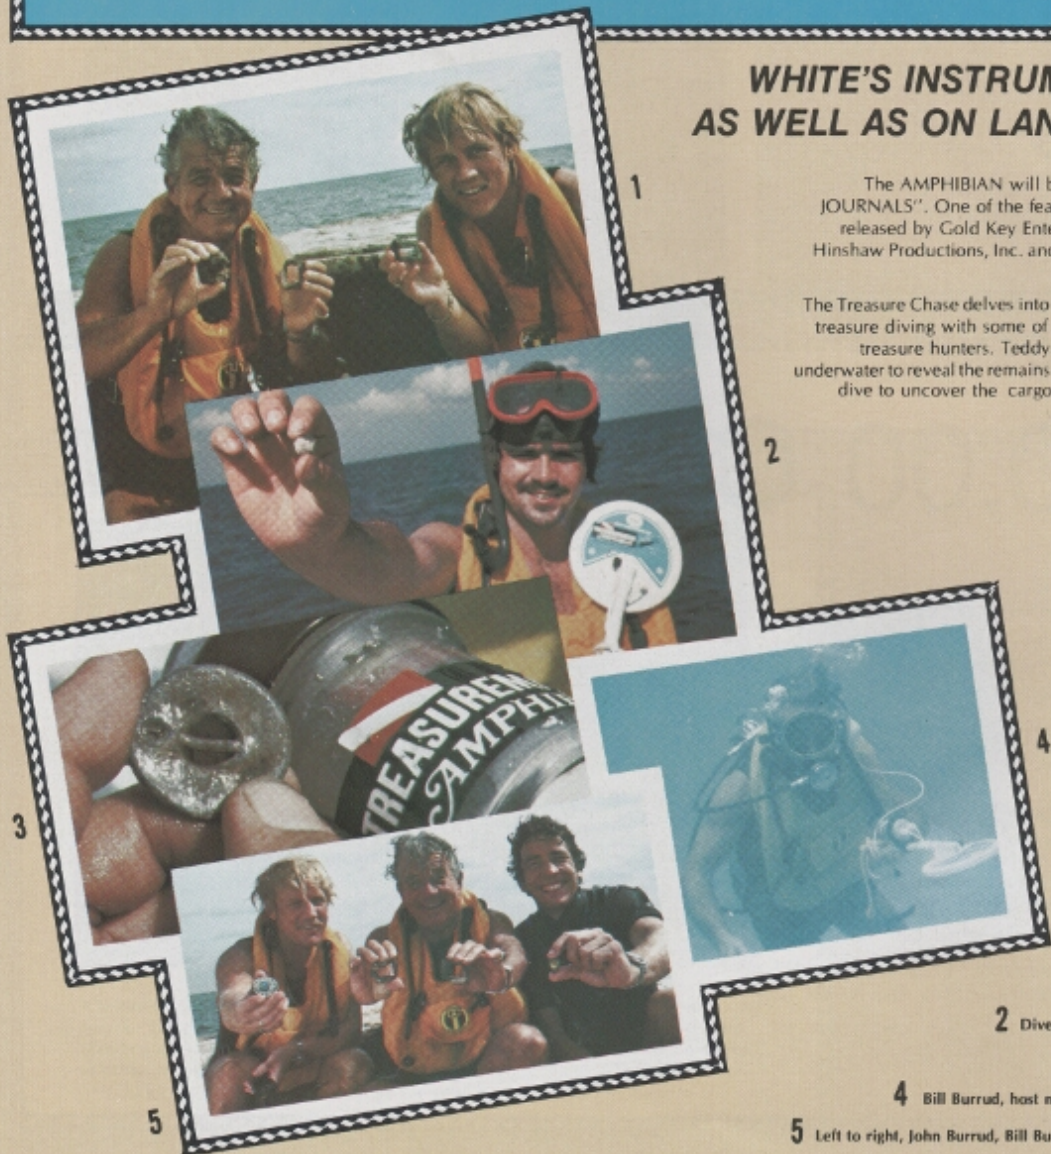 WHITE'S INSTRUM
AS WELL AS ON LAN
1
The AMPHIBIAN will b
JOURNALS". One of the fea
released by Gold Key Ente
Hinshaw Productions, Inc. and
The Treasure Chase delves into
treasure diving with some of
treasure hunters. Teddy
underwater to reveal the remains
dive to uncover the cargo
2
TREASUREM
AMPHI
3
4
2 Dive
4 Bill Burrud, host n
5
5 Left to right, John Burrud, Bill Bu